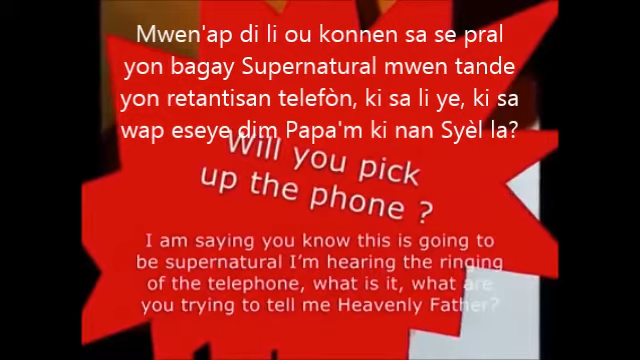 Mwen'ap di li ou konnen sa se pral
yon bagay Supernatural mwen tande
yon retantisan telefòn, ki sa li ye, ki sa
wap eseye dim Papa'm ki nan Syèl la?
Will you pick
up the phone ?
I am saying you know this is going to
be supernatural I'm hearing the ringing
of the telephone, what is it, what are
you trying to tell me Heavenly Father?